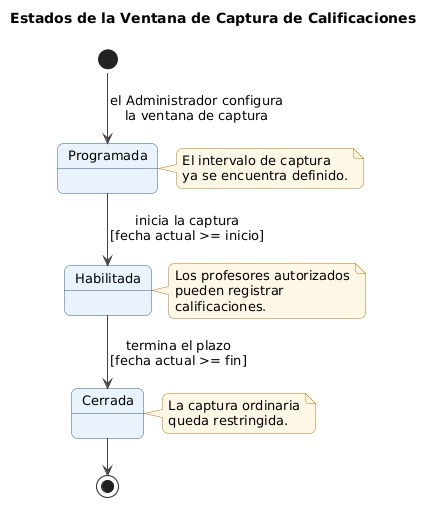 Estados de la Ventana de Captura de Calificaciones
el Administrador configura
la ventana de captura
Programada
El intervalo de captura
ya se encuentra definido.
inicia la captura
[fecha actual >= inicio]
Habilitada
Los profesores autorizados
pueden registrar
calificaciones.
termina el plazo
[fecha actual >= fin]
Cerrada
La captura ordinaria
queda restringida.